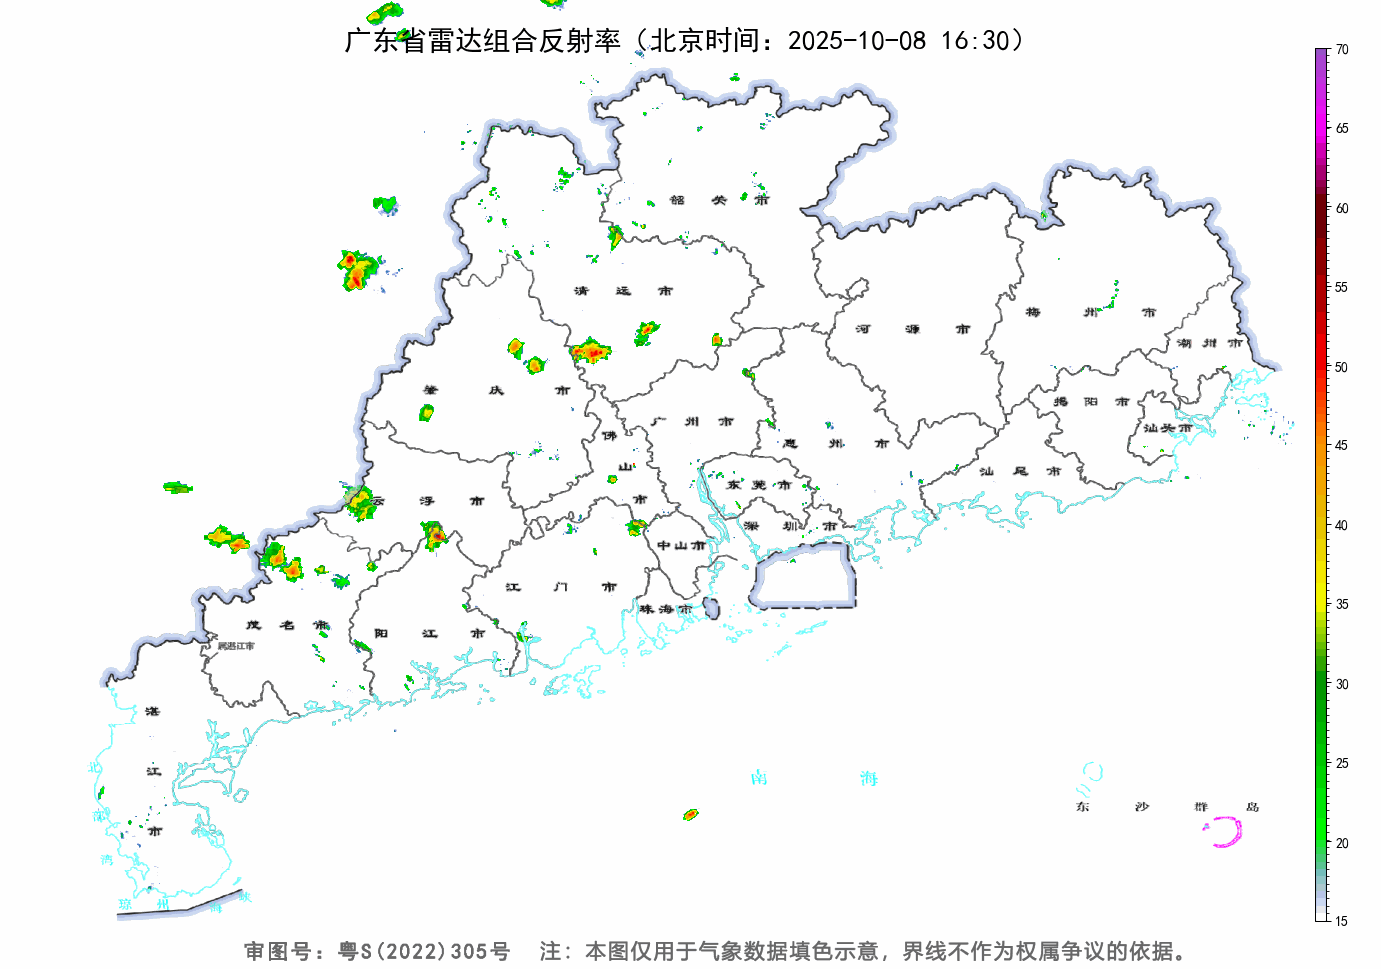 广东省雷达组合反射率（北京时间：2025-10-08 16:30）
70
65
60
55
50
45
40
35
30
25
20
15
韶 关 市
清 远 市
梅 州 市
河 源 市
潮 州 市
肇 庆 市
揭 阳 市
广 州 市
汕头市
佛 山 市
惠 州 市
汕 尾 市
东 莞 市
云 浮 市
深 圳 市
中山市
江 门 市
珠海市
茂 名 市
阳 江 市
属湛江市
湛 江 市
北 部 湾
南 海
东 沙 群 岛
琼 州 海 峡
审图号：粤S(2022)305号 注：本图仅用于气象数据填色示意，界线不作为权属争议的依据。